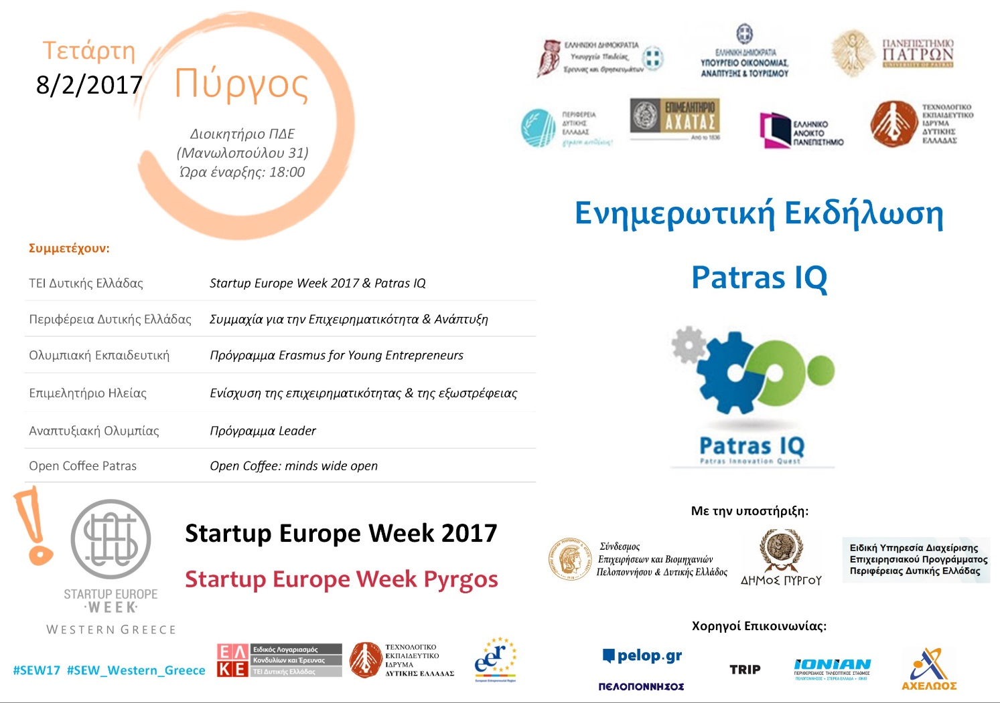 Τετάρτη
8/2/2017
Πύργος
Διοικητήριο ΠΔΕ
(Μανωλοπούλου 31)
Ώρα έναρξης: 18:00
Συμμετέχουν:
ΤΕΙ Δυτικής Ελλάδας Startup Europe Week 2017 & Patras IQ
Περιφέρεια Δυτικής Ελλάδας Συμμαχία για την Επιχειρηματικότητα & Ανάπτυξη
Ολυμπιακή Εκπαιδευτική Πρόγραμμα Erasmus for Young Entrepreneurs
Επιμελητήριο Ηλείας Ενίσχυση της επιχειρηματικότητας & της εξωστρέφειας
Αναπτυξιακή Ολυμπίας Πρόγραμμα Leader
Open Coffee Patras Open Coffee: minds wide open
STARTUP EUROPE
·WEEK·
WESTERN GREECE
Startup Europe Week 2017
Startup Europe Week Pyrgos
#SEW17 #SEW_Western_Greece
ΕΛΚΕ
Ειδικός Λογαριασμός
Κονδυλίων και Έρευνας
ΤΕΙ Δυτικής Ελλάδας
ΤΕΧΝΟΛΟΓΙΚΟ
ΕΚΠΑΙΔΕΥΤΙΚΟ
ΙΔΡΥΜΑ
ΔΥΤΙΚΗΣ ΕΛΛΑΔΑΣ
eer
European Entrepreneurial Region
ΕΛΛΗΝΙΚΗ ΔΗΜΟΚΡΑΤΙΑ
Υπουργείο Παιδείας,
Έρευνας και Θρησκευμάτων
ΕΛΛΗΝΙΚΗ ΔΗΜΟΚΡΑΤΙΑ
ΥΠΟΥΡΓΕΙΟ ΟΙΚΟΝΟΜΙΑΣ,
ΑΝΑΠΤΥΞΗΣ & ΤΟΥΡΙΣΜΟΥ
ΠΑΝΕΠΙΣΤΗΜΙΟ
ΠΑΤΡΩΝ
UNIVERSITY OF PATRAS
ΠΕΡΙΦΕΡΕΙΑ
ΔΥΤΙΚΗΣ
ΕΛΛΑΔΑΣ
γεμάτη αντιθέσεις!
ΕΠΙΜΕΛΗΤΗΡΙΟ
ΑΧΑΪΑΣ
Από το 1836
ΕΛΛΗΝΙΚΟ
ΑΝΟΙΚΤΟ
ΠΑΝΕΠΙΣΤΗΜΙΟ
ΤΕΧΝΟΛΟΓΙΚΟ
ΕΚΠΑΙΔΕΥΤΙΚΟ
ΙΔΡΥΜΑ
ΔΥΤΙΚΗΣ
ΕΛΛΑΔΑΣ
Ενημερωτική Εκδήλωση
Patras IQ
Patras IQ
Patras Innovation Quest
Με την υποστήριξη:
Σύνδεσμος
Επιχειρήσεων και Βιομηχανιών
Πελοποννήσου & Δυτικής Ελλάδος
ΔΗΜΟΣ ΠΥΡΓΟΥ
Ειδική Υπηρεσία Διαχείρισης
Επιχειρησιακού Προγράμματος
Περιφέρειας Δυτικής Ελλάδας
Χορηγοί Επικοινωνίας:
pelop.gr
ΠΕΛΟΠΟΝΝΗΣΟΣ
TRIP
IONIAN
ΠΕΡΙΦΕΡΕΙΑΚΟΣ ΤΗΛΕΟΠΤΙΚΟΣ ΣΤΑΘΜΟΣ
ΠΕΛΟΠΟΝΝΗΣΟΣ • ΣΤΕΡΕΑ ΕΛΛΑΔΑ • ΙΟΝΙΟ
ΑΧΕΛΩΟΣ